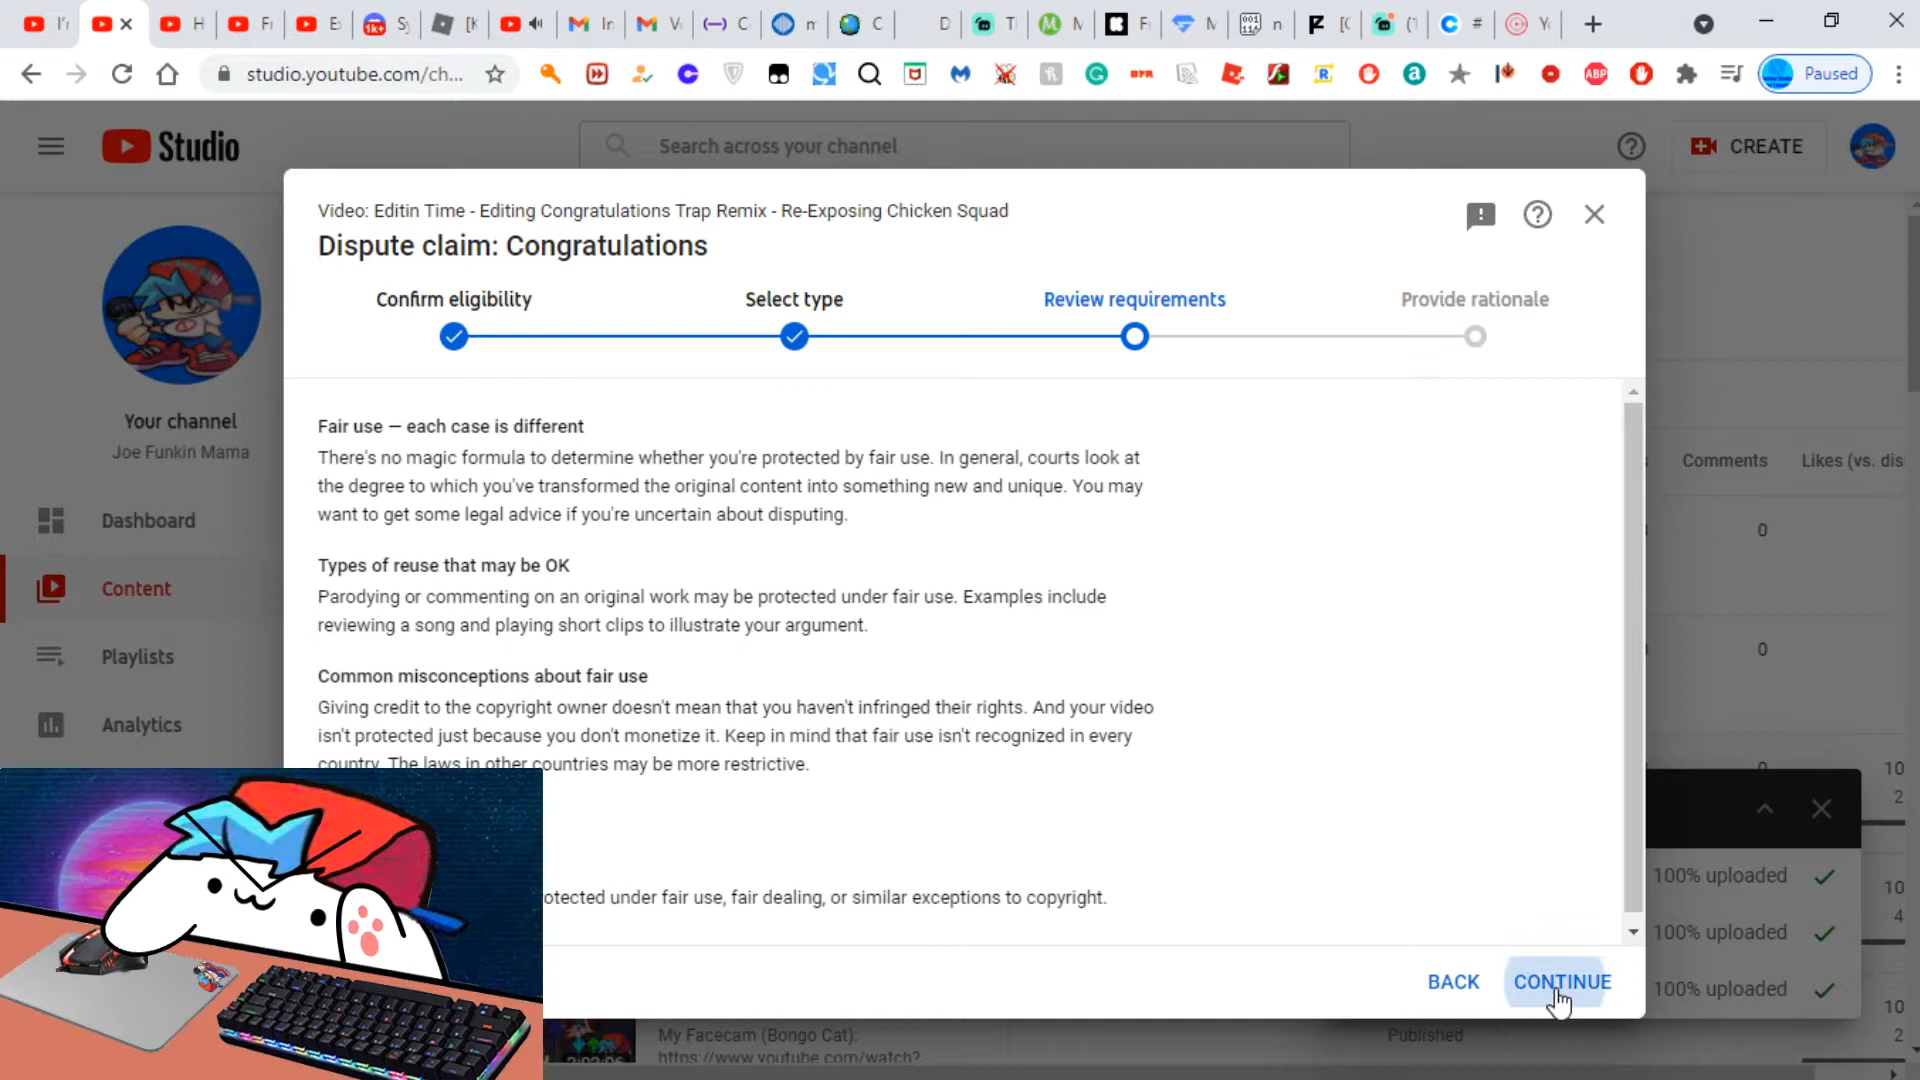 studio.youtube.com/ch...
Paused
Studio
Search across your channel
CREATE
Video: Editin Time - Editing Congratulations Trap Remix - Re-Exposing Chicken Squad
Dispute claim: Congratulations
Confirm eligibility
Select type
Review requirements
Provide rationale
Your channel
Joe Funkin Mama
Dashboard
Content
Playlists
Analytics
Fair use — each case is different
There's no magic formula to determine whether you're protected by fair use. In general, courts look at
the degree to which you've transformed the original content into something new and unique. You may
want to get some legal advice if you're uncertain about disputing.
Types of reuse that may be OK
Parodying or commenting on an original work may be protected under fair use. Examples include
reviewing a song and playing short clips to illustrate your argument.
Common misconceptions about fair use
Giving credit to the copyright owner doesn't mean that you haven't infringed their rights. And your video
isn't protected just because you don't monetize it. Keep in mind that fair use isn't recognized in every
country. The laws in other countries may be more restrictive.
otected under fair use, fair dealing, or similar exceptions to copyright.
BACK
CONTINUE
Comments
Likes (vs. dis
0
0
0
10
2
10
4
10
2
100% uploaded
100% uploaded
100% uploaded
My Facecam (Bongo Cat):
https://www.youtube.com/watch?
Published